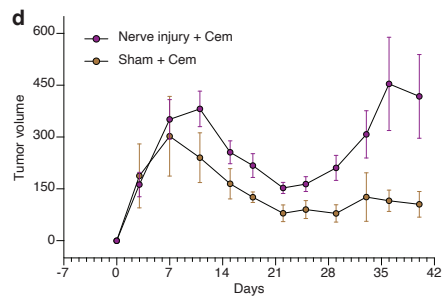 d
Nerve injury + Cem
Sham + Cem
Tumor volume
600
450
300
150
0
-7 0 7 14 21 28 35 42
Days